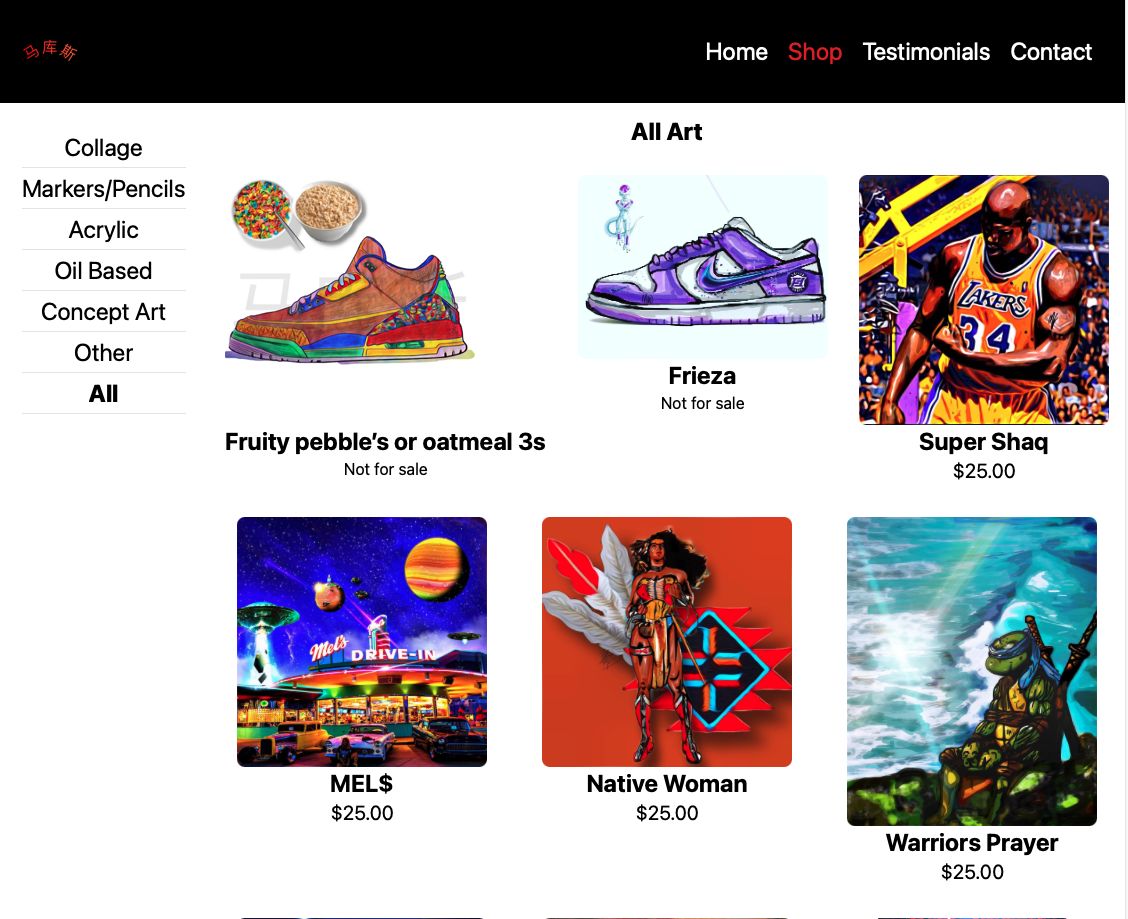 马库斯
Home Shop Testimonials Contact
Collage
Markers/Pencils
Acrylic
Oil Based
Concept Art
Other
All
All Art
Fruity pebble’s or oatmeal 3s
Not for sale
Frieza
Not for sale
LAKERS
34
Super Shaq
$25.00
Mel's
DRIVE-IN
MEL$
$25.00
Native Woman
$25.00
Warriors Prayer
$25.00